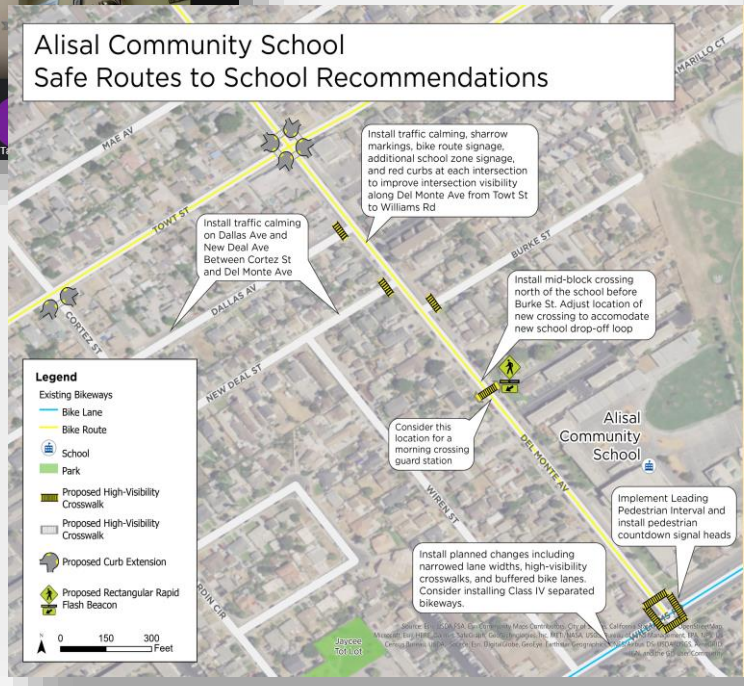 Alisal Community School
Safe Routes to School Recommendations
AMARILLO CT
MAE AV
Install traffic calming, sharrow
markings, bike route signage,
additional school zone signage,
and red curbs at each intersection
to improve intersection visibility
along Del Monte Ave from Towt St
to Williams Rd
TOWT ST
Install traffic calming
on Dallas Ave and
New Deal Ave
Between Cortez St
and Del Monte Ave
BURKE ST
DALLAS AV
CORTEZ ST
Install mid-block crossing
north of the school before
Burke St. Adjust location of
new crossing to accomodate
new school drop-off loop
NEW DEAL ST
Legend
Existing Bikeways
Bike Lane
Bike Route
School
Park
Proposed High-Visibility
Crosswalk
Proposed High-Visibility
Crosswalk
Proposed Curb Extension
Proposed Rectangular Rapid
Flash Beacon
N
0 150 300
Feet
Consider this
location for a
morning crossing
guard station
Alisal
Community
School
DEL MONTE AV
WIREN ST
Implement Leading
Pedestrian Interval and
install pedestrian
countdown signal heads
Install planned changes including
narrowed lane widths, high-visibility
crosswalks, and buffered bike lanes.
Consider installing Class IV separated
bikeways.
RDIN CIR
Jaycee
Tot Lot